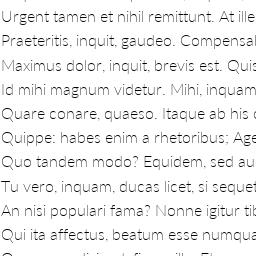 Urgent tamen et nihil remittunt. At ille
Praeteritis, inquit, gaudeo. Compensa
Maximus dolor, inquit, brevis est. Quis
Id mihi magnum videtur. Mihi, inquam
Quare conare, quaeso. Itaque ab his
Quippe: habes enim a rhetoribus; Age
Quo tandem modo? Equidem, sed au
Tu vero, inquam, ducas licet, si sequet
An nisi populari fama? Nonne igitur tib
Qui ita affectus, beatum esse numqua